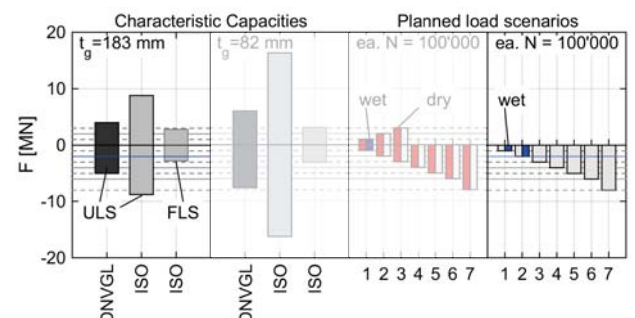 Characteristic Capacities
Planned load scenarios
t_g=183 mm
t_g=82 mm
ea. N = 100'000
ea. N = 100'000
20
10
0
-10
-20
F [MN]
wet
dry
wet
ULS
FLS
DNVGL
ISO
ISO
DNVGL
ISO
ISO
1 2 3 4 5 6 7
1 2 3 4 5 6 7